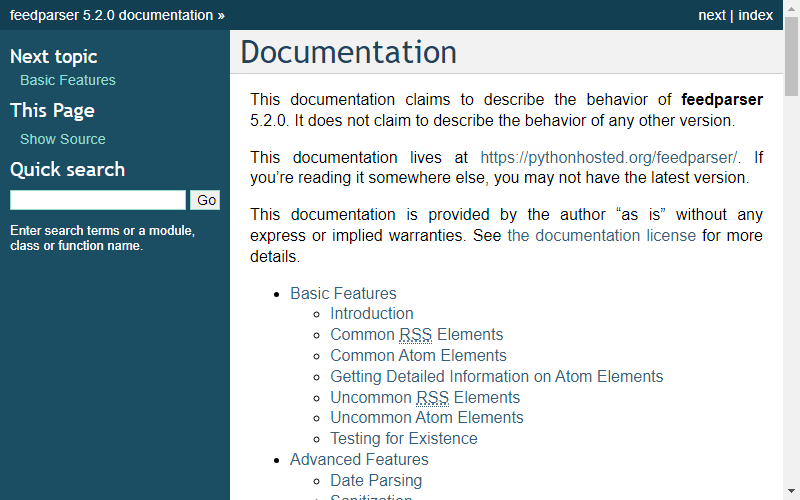 feedparser 5.2.0 documentation »
next | index
Next topic
Basic Features
This Page
Show Source
Quick search
Go
Enter search terms or a module,
class or function name.
Documentation
This documentation claims to describe the behavior of feedparser
5.2.0. It does not claim to describe the behavior of any other version.
This documentation lives at https://pythonhosted.org/feedparser/. If
you’re reading it somewhere else, you may not have the latest version.
This documentation is provided by the author “as is” without any
express or implied warranties. See the documentation license for more
details.
Basic Features
Introduction
Common RSS Elements
Common Atom Elements
Getting Detailed Information on Atom Elements
Uncommon RSS Elements
Uncommon Atom Elements
Testing for Existence
Advanced Features
Date Parsing
Sanitization